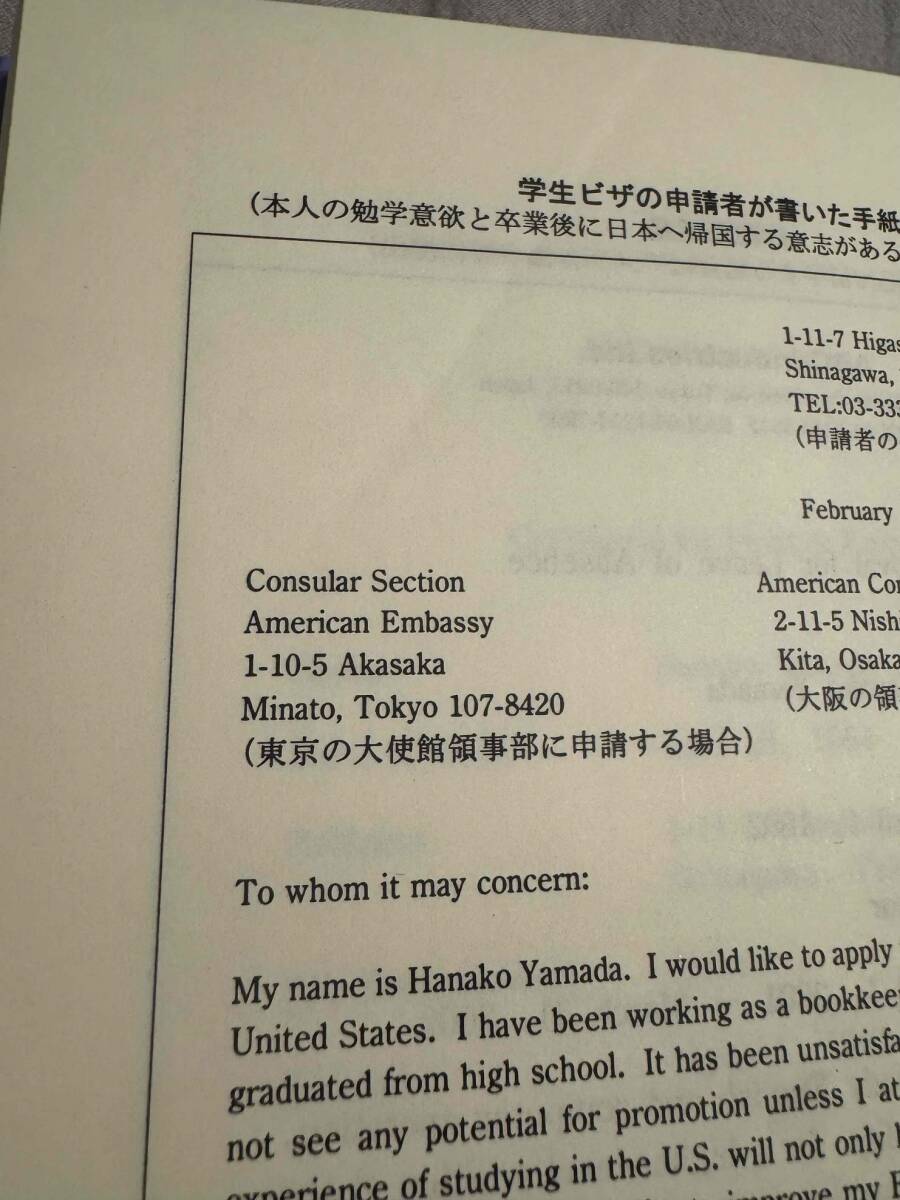 学生ビザの申請者が書いた手紙
(本人の勉学意欲と卒業後に日本へ帰国する意志がある
1-11-7
Shinagawa,
TEL:03-333
(申請者の
February
Consular Section
American Embassy
1-10-5 Akasaka
Minato, Tokyo 107-8420
(東京の大使館領事部に申請する場合)
American
2-11-5
Kita, Osaka
(大阪の領
To whom it may concern:
My name is Hanako Yamada. I would like to apply
United States. I have been working as a
graduated from high school. It has been
not see any potential for promotion unless I
experience of studying in the U.S. will not only
improve my